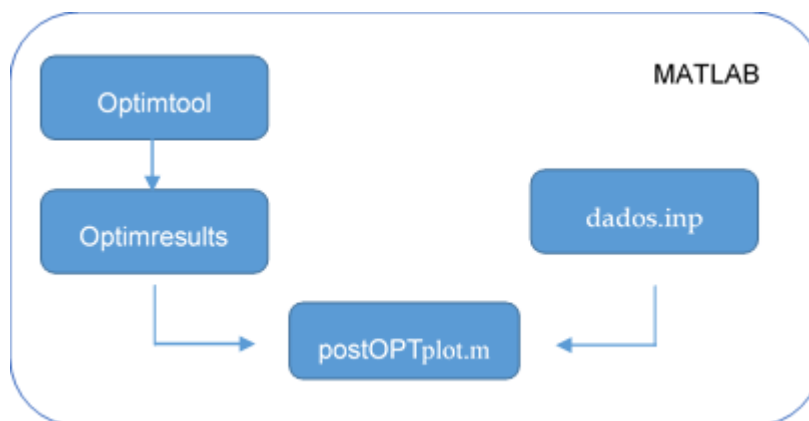 MATLAB
Optimtool
Optimresults
dados.inp
postOPTplot.m